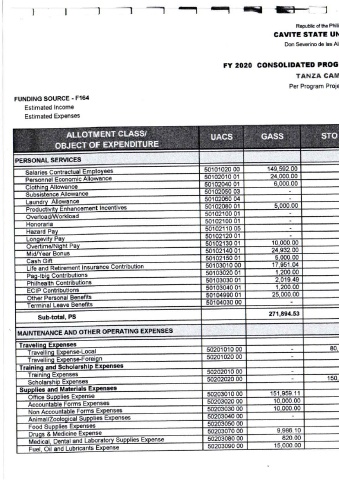 Republic of the Phil
CAVITE STATE UN
Don Severino de las Al
FY 2020 CONSOLIDATED PROG
TANZA CAM
Per Program Proje
FUNDING SOURCE - F164
Estimated Income
Estimated Expenses
ALLOTMENT CLASS/ OBJECT OF EXPENDITURE UACS GASS STO
PERSONAL SERVICES
Salaries Contractual Employees 50101020 00 149,592.00
Personnel Economic Allowance 50102010 01 24,000.00
Clothing Allowance 50102040 01 6,000.00
Subsistence Allowance 50102050 03 -
Laundry Allowance 50102060 04 -
Productivity Enhancement Incentives 50102080 01 5,000.00
Overload/Workload 50102100 01 -
Honoraria 50102100 01 -
Hazard Pay 50102110 05 -
Longevity Pay 50102120 01 -
Overtime/Night Pay 50102130 01 10,000.00
Mid/Year Bonus 50102140 01 24,932.00
Cash Gift 50102150 01 5,000.00
Life and Retirement Insurance Contribution 50103010 00 17,951.04
Pag-Ibig Contributions 50103020 01 1,200.00
Philhealth Contributions 50103030 01 2,019.49
ECIP Contributions 50103040 01 1,200.00
Other Personal Benefits 50104990 01 25,000.00
Terminal Leave Benefits 50104030 00 -
Sub-total, PS 271,894.53
MAINTENANCE AND OTHER OPERATING EXPENSES
Traveling Expenses
Travelling Expense-Local 50201010 00 - 80,
Travelling Expense-Foreign 50201020 00 -
Training and Scholarship Expenses
Training Expenses 50202010 00 -
Scholarship Expenses 50202020 00 - 150,
Supplies and Materials Expenses
Office Supplies Expense 50203010 00 151,959.11
Accountable Forms Expenses 50203020 00 10,000.00
Non Accountable Forms Expenses 50203030 00 10,000.00
Animal/Zoological Supplies Expenses 50203040 00 -
Food Supplies Expenses 50203050 00
Drugs & Medicine Expense 50203070 00 9,988.10
Medical, Dental and Laboratory Supplies Expense 50203080 00 620.00
Fuel, Oil and Lubricants Expense 50203090 00 15,000.00